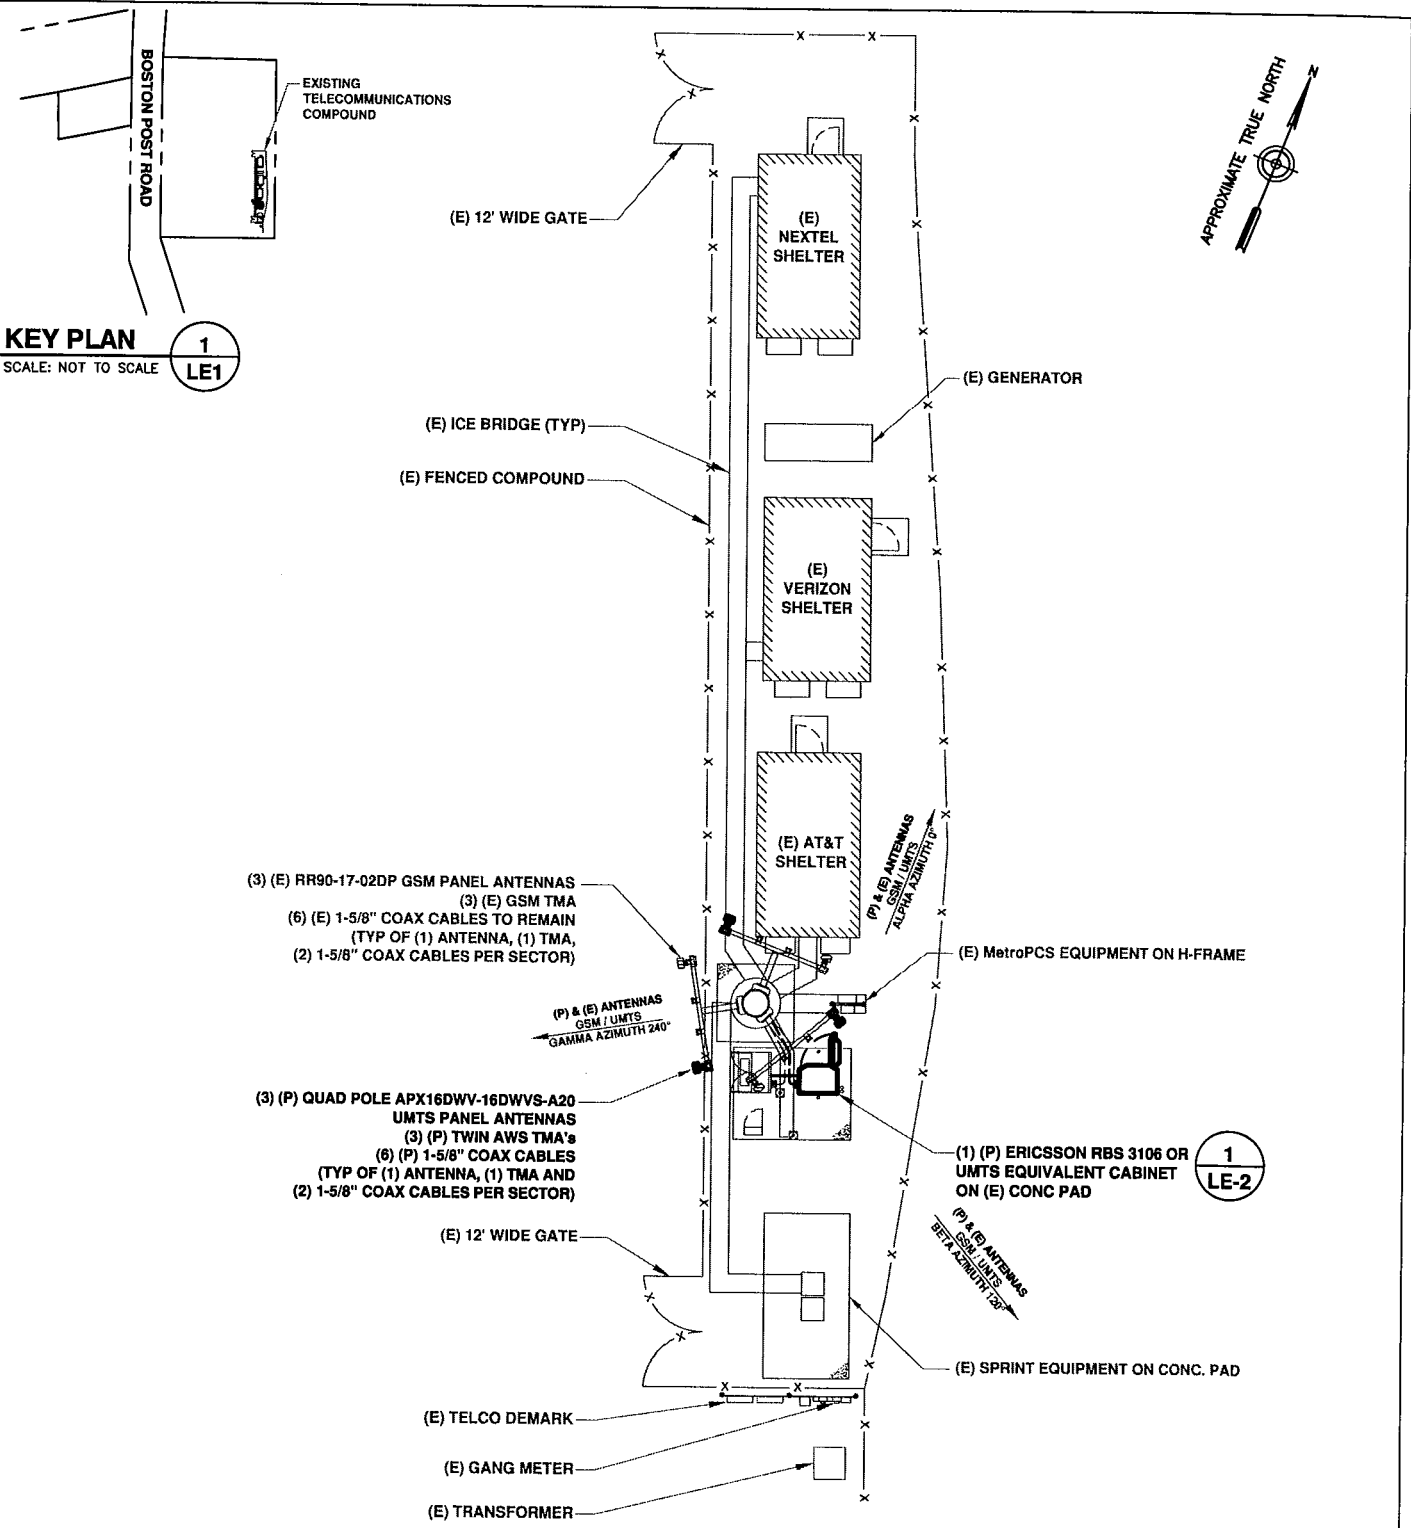 BOSTON POST ROAD
EXISTING
TELECOMMUNICATIONS
COMPOUND
KEY PLAN
SCALE: NOT TO SCALE
1
LE1
APPROXIMATE TRUE NORTH
N
(E) 12' WIDE GATE
(E)
NEXTEL
SHELTER
(E) GENERATOR
(E) ICE BRIDGE (TYP)
(E) FENCED COMPOUND
(E)
VERIZON
SHELTER
(E) AT&T
SHELTER
(P) & (E) ANTENNAS
GSM / UMTS
ALPHA AZIMUTH 0°
(3) (E) RR90-17-02DP GSM PANEL ANTENNAS
(3) (E) GSM TMA
(6) (E) 1-5/8" COAX CABLES TO REMAIN
(TYP OF (1) ANTENNA, (1) TMA,
(2) 1-5/8" COAX CABLES PER SECTOR)
(E) MetroPCS EQUIPMENT ON H-FRAME
(P) & (E) ANTENNAS
GSM / UMTS
GAMMA AZIMUTH 240°
(3) (P) QUAD POLE APX16DWV-16DWVS-A20
UMTS PANEL ANTENNAS
(3) (P) TWIN AWS TMA's
(6) (P) 1-5/8" COAX CABLES
(TYP OF (1) ANTENNA, (1) TMA AND
(2) 1-5/8" COAX CABLES PER SECTOR)
(1) (P) ERICSSON RBS 3106 OR
UMTS EQUIVALENT CABINET
ON (E) CONC PAD
1
LE-2
(P) & (E) ANTENNAS
GSM / UMTS
BETA AZIMUTH 120°
(E) 12' WIDE GATE
(E) SPRINT EQUIPMENT ON CONC. PAD
(E) TELCO DEMARK
(E) GANG METER
(E) TRANSFORMER